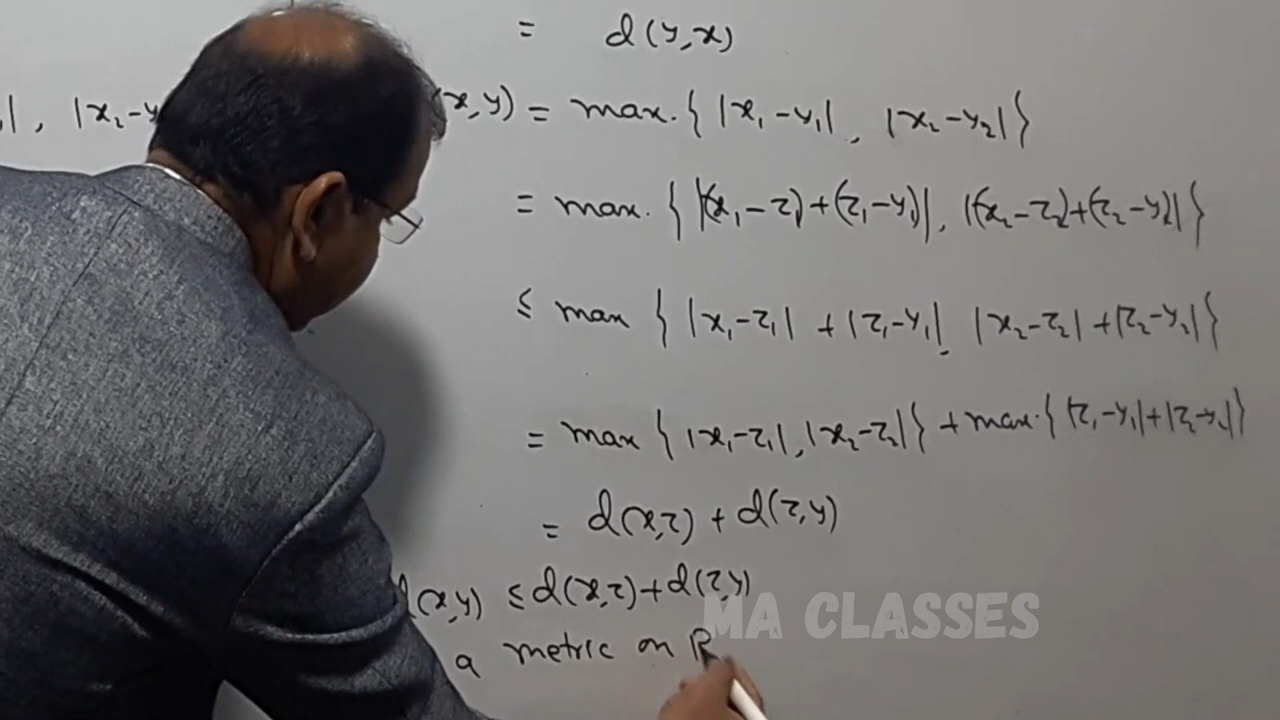 = d(y,x)
|, |x₂-y
(x,y) = max.{ |x₁-y₁|, |x₂-y₂|}
= max. { |(x₁-z₁)+(z₁-y₁)|, |(x₂-z₂)+(z₂-y₂)|}
≤ max { |x₁-z₁| + |z₁-y₁|, |x₂-z₂| + |z₂-y₂|}
= max { |x₁-z₁|, |x₂-z₂|} + max.{ |z₁-y₁|+|z₂-y₂|}
= d(x,z) + d(z,y)
d(x,y) ≤ d(x,z)+d(z,y)
a metric on R
MA CLASSES